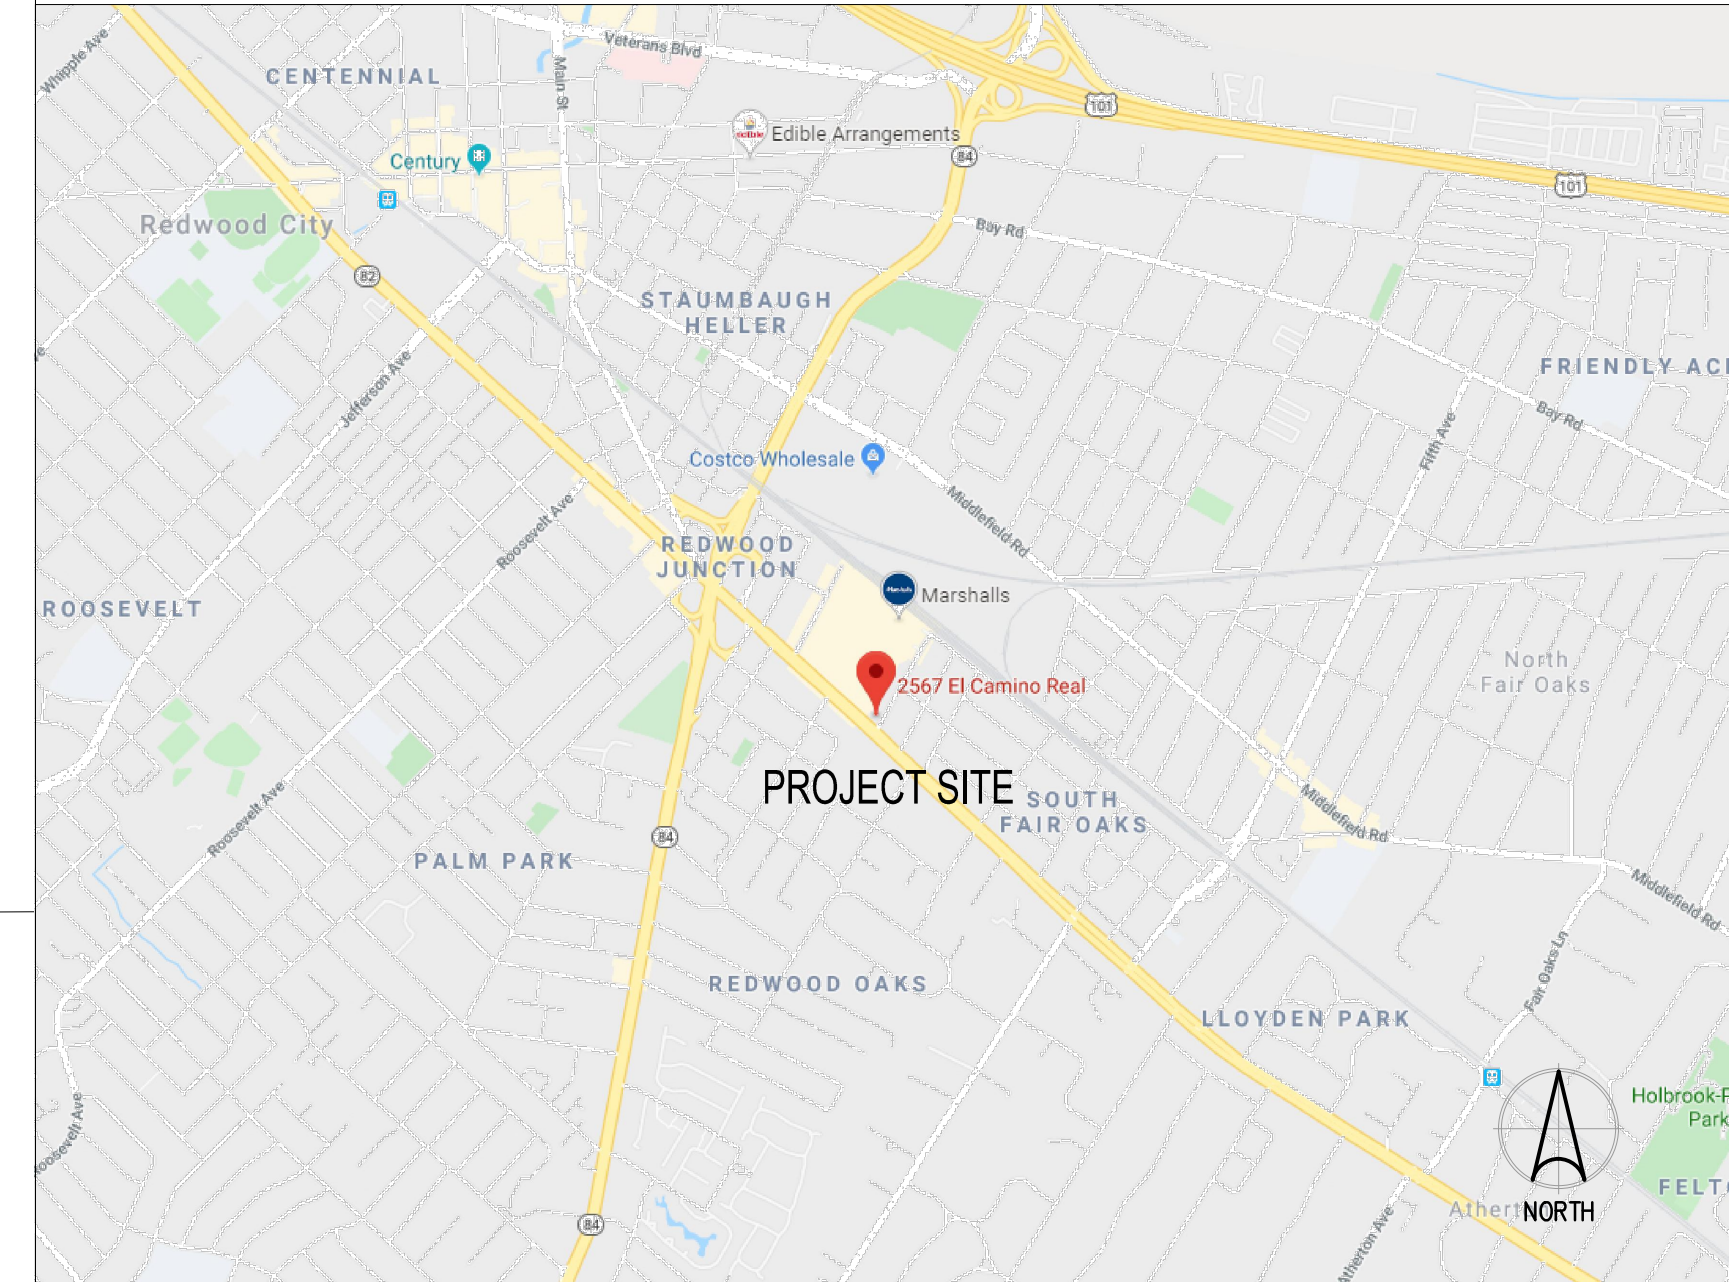 Whipple Ave
CENTENNIAL
Main St
Veterans Blvd
101
Edible Arrangements
Century
84
101
Redwood City
Bay Rd
82
STAUMBAUGH
HELLER
Jefferson Ave
FRIENDLY ACR
Bay Rd
Fifth Ave
Costco Wholesale
Middlefield Rd
Roosevelt Ave
REDWOOD
JUNCTION
Marshalls
ROOSEVELT
North
Fair Oaks
2567 El Camino Real
PROJECT SITE
SOUTH
FAIR OAKS
Middlefield Rd
Roosevelt Ave
84
PALM PARK
Middlefield Rd
Fair Oaks Ln
REDWOOD OAKS
LLOYDEN PARK
Holbrook-P
Park
Roosevelt Ave
FELTO
Athert
NORTH
84
Atherton Ave